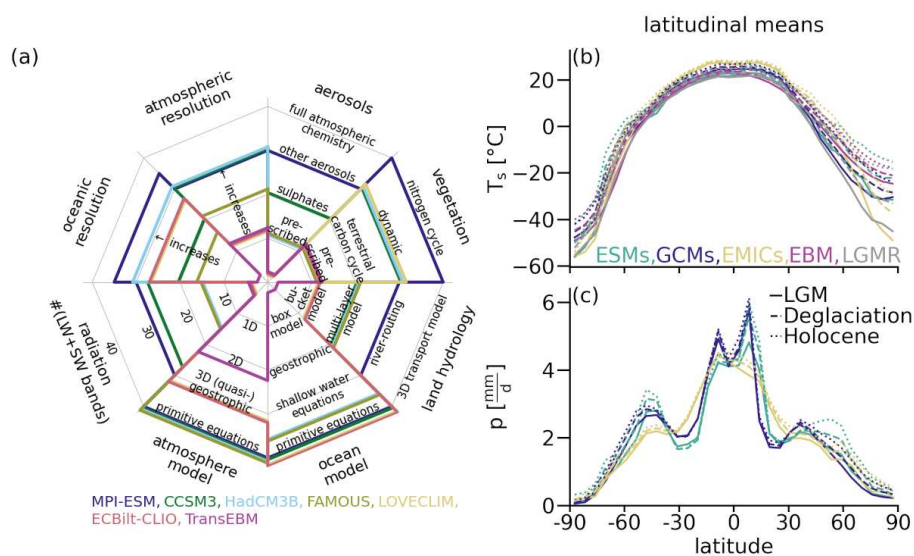 (a)
atmospheric
resolution
aerosols
full atmospheric
chemistry
other aerosols
sulphates
pre-
scribed
vegetation
nitrogen cycle
dynamic
terrestrial
carbon cycle
pre-
scribed
oceanic
resolution
← increases
← increases
#(LW+SW bands)
radiation
40
30
20
10
land hydrology
3D transport model
river-routing
multi-layer
model
bu-
cket
model
atmosphere
model
1D
2D
3D (quasi-)
geostrophic
primitive equations
ocean
model
box
model
geostrophic
shallow water
equations
primitive equations
MPI-ESM, CCSM3, HadCM3B, FAMOUS, LOVECLIM,
ECBilt-CLIO, TransEBM
latitudinal means
(b)
Ts [°C]
20
0
−20
−40
−60
ESMs,GCMs,EMICs,EBM,LGMR
(c)
p [mm/d]
6
4
2
0
LGM
Deglaciation
Holocene
-90 -60 -30 0 30 60 90
latitude